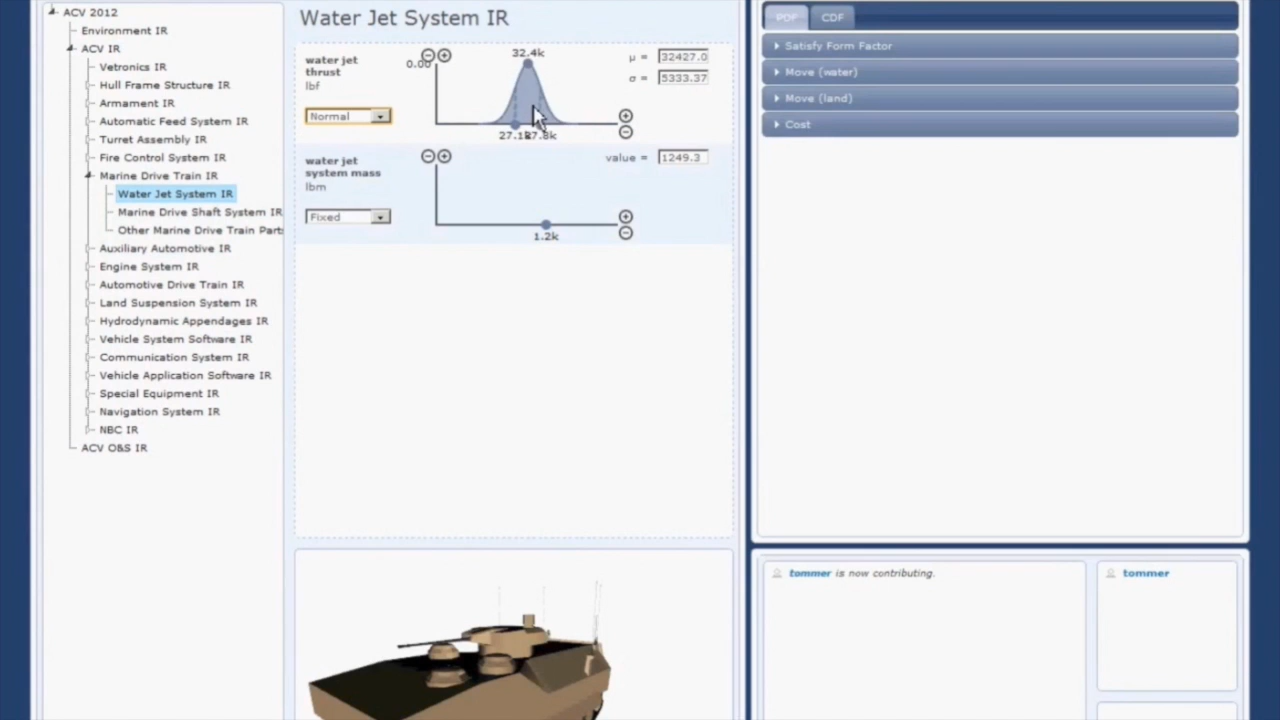 ACV 2012
Environment IR
ACV IR
Vetronics IR
Hull Frame Structure IR
Armament IR
Automatic Feed System IR
Turret Assembly IR
Fire Control System IR
Marine Drive Train IR
Water Jet System IR
Marine Drive Shaft System IR
Other Marine Drive Train Parts
Auxiliary Automotive IR
Engine System IR
Automotive Drive Train IR
Land Suspension System IR
Hydrodynamic Appendages IR
Vehicle System Software IR
Communication System IR
Vehicle Application Software IR
Special Equipment IR
Navigation System IR
NBC IR
ACV O&S IR
Water Jet System IR
water jet
thrust
lbf
Normal
0.00
32.4k
μ = 32427.0
σ = 5333.37
water jet
system mass
lbm
Fixed
value = 1249.3
1.2k
PDF CDF
Satisfy Form Factor
Move (water)
Move (land)
Cost
tommer is now contributing.
tommer